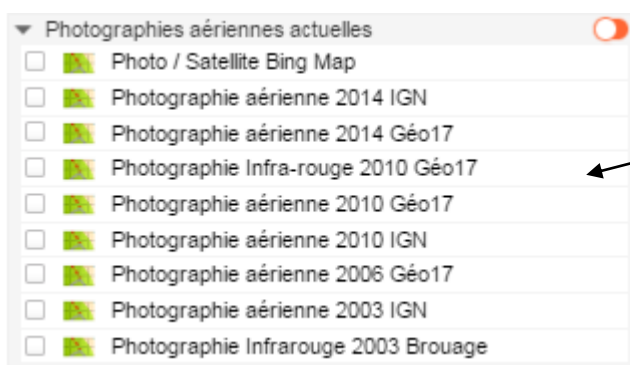 Photographies aériennes actuelles
Photo / Satellite Bing Map
Photographie aérienne 2014 IGN
Photographie aérienne 2014 Géo17
Photographie Infra-rouge 2010 Géo17
Photographie aérienne 2010 Géo17
Photographie aérienne 2010 IGN
Photographie aérienne 2006 Géo17
Photographie aérienne 2003 IGN
Photographie Infrarouge 2003 Brouage